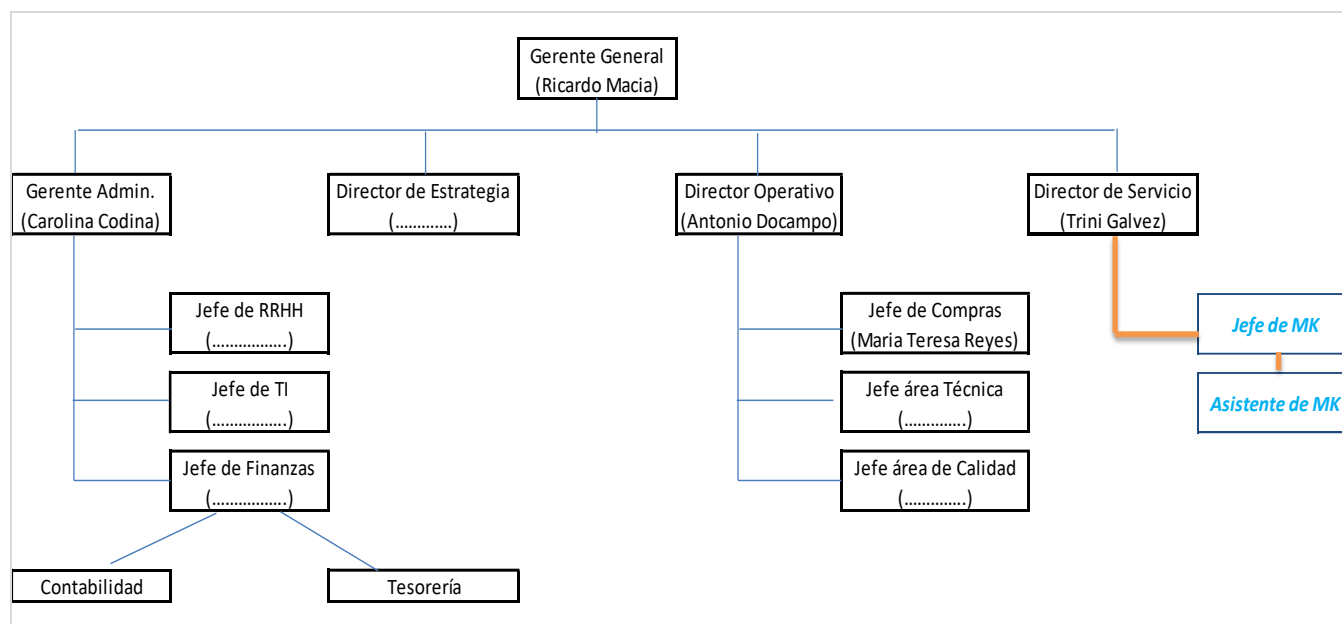 Gerente General
(Ricardo Macia)
Gerente Admin.
(Carolina Codina)
Director de Estrategia
(.............)
Director Operativo
(Antonio Docampo)
Director de Servicio
(Trini Galvez)
Jefe de RRHH
(.................)
Jefe de TI
(.................)
Jefe de Finanzas
(.................)
Contabilidad
Tesorería
Jefe de Compras
(Maria Teresa Reyes)
Jefe área Técnica
(..............)
Jefe área de Calidad
(..............)
Jefe de MK
Asistente de MK